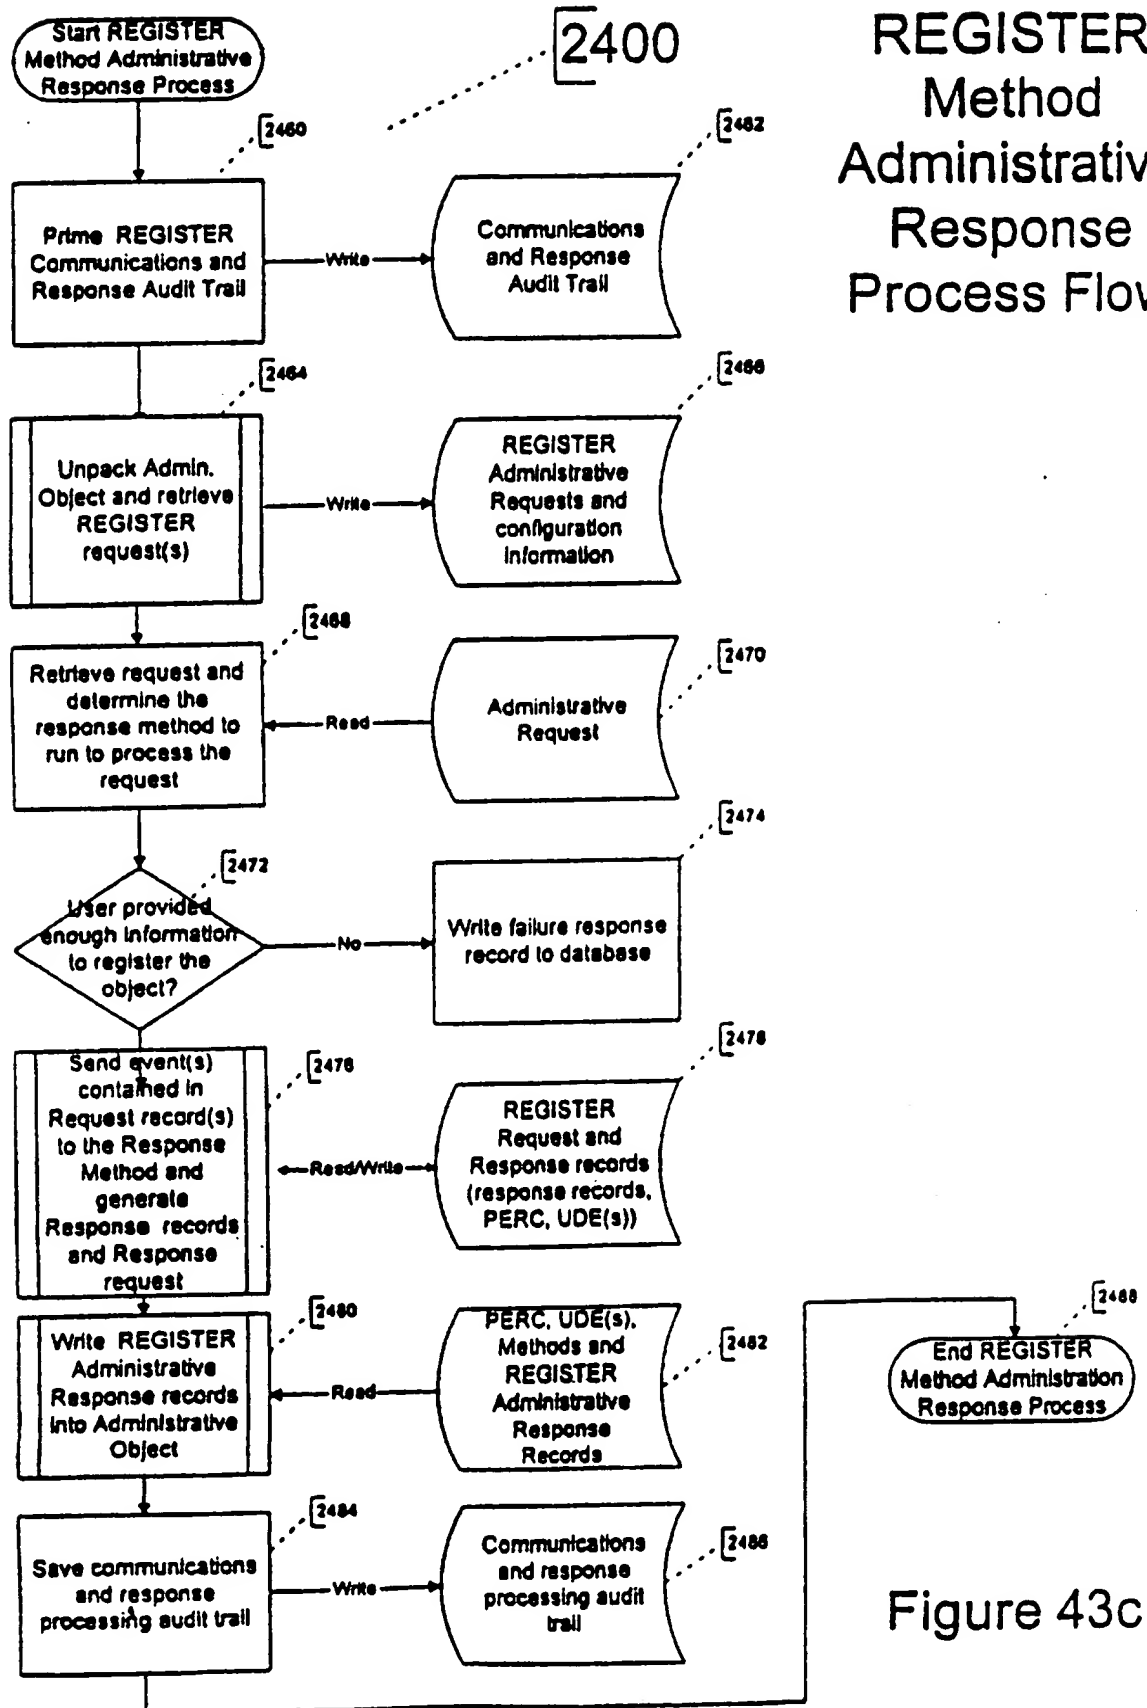 Start REGISTER
Method Administrative
Response Process
2400
REGISTER
Method
Administrativ
Response
Process Flow
2460
2462
Prime REGISTER
Communications and
Response Audit Trail
Write
Communications
and Response
Audit Trail
2464
2466
Unpack Admin.
Object and retrieve
REGISTER
request(s)
Write
REGISTER
Administrative
Requests and
configuration
Information
2468
2470
Retrieve request and
determine the
response method to
run to process the
request
Read
Administrative
Request
2472
2474
User provided
enough information
to register the
object?
No
Write failure response
record to database
2476
2478
Send event(s)
contained in
Request record(s)
to the Response
Method and
generate
Response records
and Response
request
Read/Write
REGISTER
Request and
Response records
(response records,
PERC, UDE(s))
2480
2482
Write REGISTER
Administrative
Response records
into Administrative
Object
Read
PERC, UDE(s),
Methods and
REGISTER
Administrative
Response
Records
2488
End REGISTER
Method Administration
Response Process
2484
2486
Save communications
and response
processing audit trail
Write
Communications
and response
processing audit
trail
Figure 43c